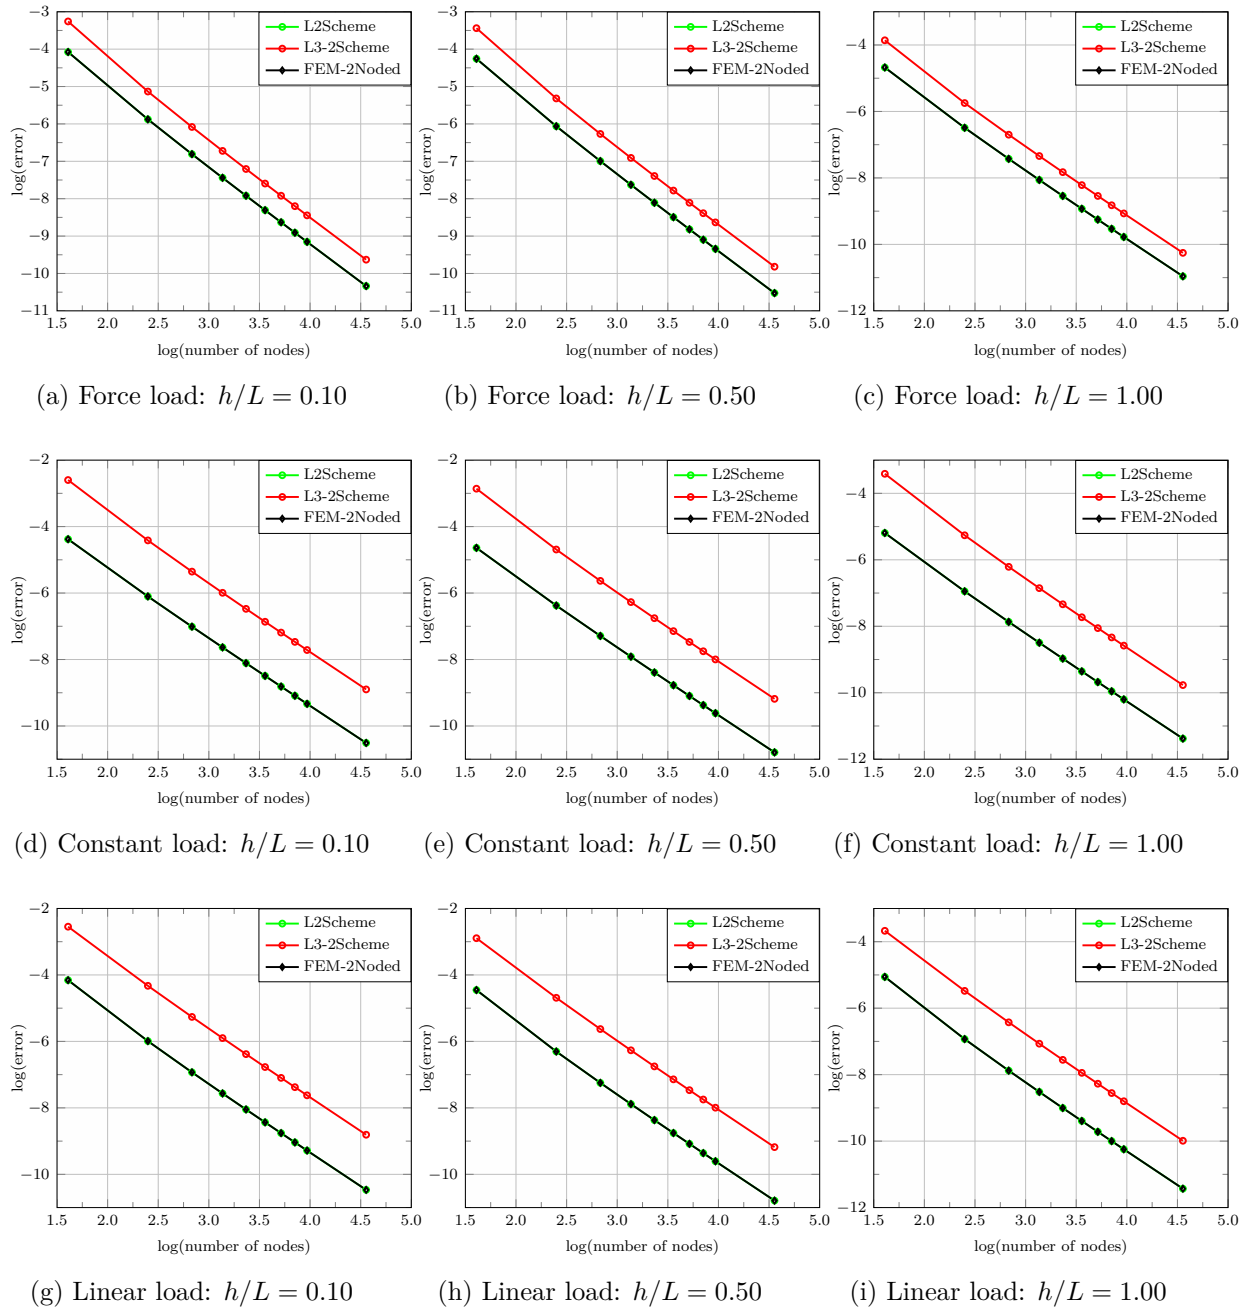 −3
−4
−5
−6
−7
−8
−9
−10
−11
log(error)
L2Scheme
L3-2Scheme
FEM-2Noded
1.5 2.0 2.5 3.0 3.5 4.0 4.5 5.0
log(number of nodes)
(a) Force load: h/L = 0.10
−3
−4
−5
−6
−7
−8
−9
−10
−11
log(error)
L2Scheme
L3-2Scheme
FEM-2Noded
1.5 2.0 2.5 3.0 3.5 4.0 4.5 5.0
log(number of nodes)
(b) Force load: h/L = 0.50
−4
−6
−8
−10
−12
log(error)
L2Scheme
L3-2Scheme
FEM-2Noded
1.5 2.0 2.5 3.0 3.5 4.0 4.5 5.0
log(number of nodes)
(c) Force load: h/L = 1.00
−2
−4
−6
−8
−10
log(error)
L2Scheme
L3-2Scheme
FEM-2Noded
1.5 2.0 2.5 3.0 3.5 4.0 4.5 5.0
log(number of nodes)
(d) Constant load: h/L = 0.10
−2
−4
−6
−8
−10
log(error)
L2Scheme
L3-2Scheme
FEM-2Noded
1.5 2.0 2.5 3.0 3.5 4.0 4.5 5.0
log(number of nodes)
(e) Constant load: h/L = 0.50
−4
−6
−8
−10
−12
log(error)
L2Scheme
L3-2Scheme
FEM-2Noded
1.5 2.0 2.5 3.0 3.5 4.0 4.5 5.0
log(number of nodes)
(f) Constant load: h/L = 1.00
−2
−4
−6
−8
−10
log(error)
L2Scheme
L3-2Scheme
FEM-2Noded
1.5 2.0 2.5 3.0 3.5 4.0 4.5 5.0
log(number of nodes)
(g) Linear load: h/L = 0.10
−2
−4
−6
−8
−10
log(error)
L2Scheme
L3-2Scheme
FEM-2Noded
1.5 2.0 2.5 3.0 3.5 4.0 4.5 5.0
log(number of nodes)
(h) Linear load: h/L = 0.50
−4
−6
−8
−10
−12
log(error)
L2Scheme
L3-2Scheme
FEM-2Noded
1.5 2.0 2.5 3.0 3.5 4.0 4.5 5.0
log(number of nodes)
(i) Linear load: h/L = 1.00